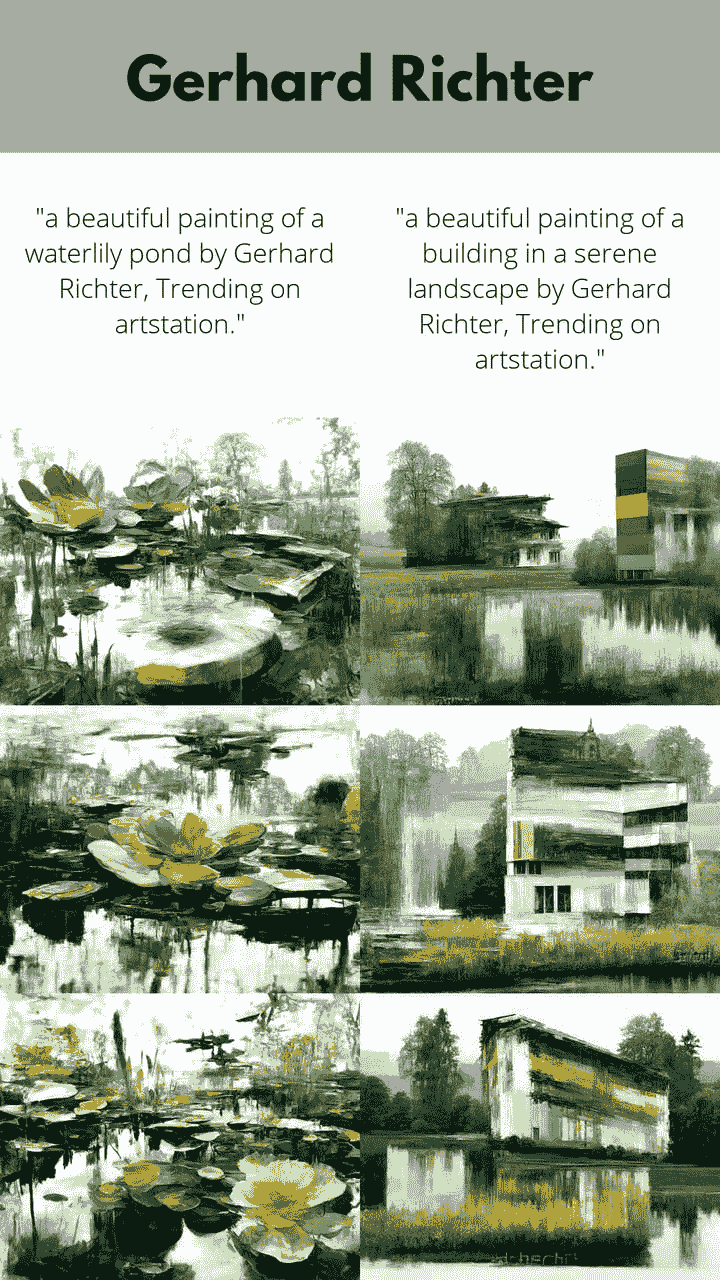 Gerhard Richter
"a beautiful painting of a
waterlily pond by Gerhard
Richter, Trending on
artstation."
"a beautiful painting of a
building in a serene
landscape by Gerhard
Richter, Trending on
artstation."